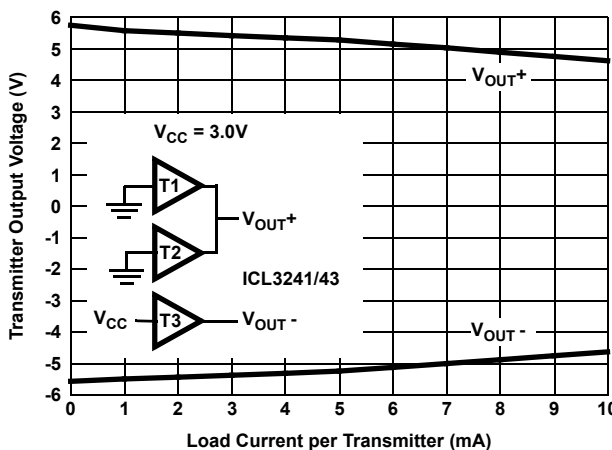 Transmitter Output Voltage (V)
6
5
4
3
2
1
0
-1
-2
-3
-4
-5
-6
VOUT+
VCC = 3.0V
T1
VOUT+
T2
ICL3241/43
VCC
T3
VOUT -
VOUT -
0 1 2 3 4 5 6 7 8 9 10
Load Current per Transmitter (mA)